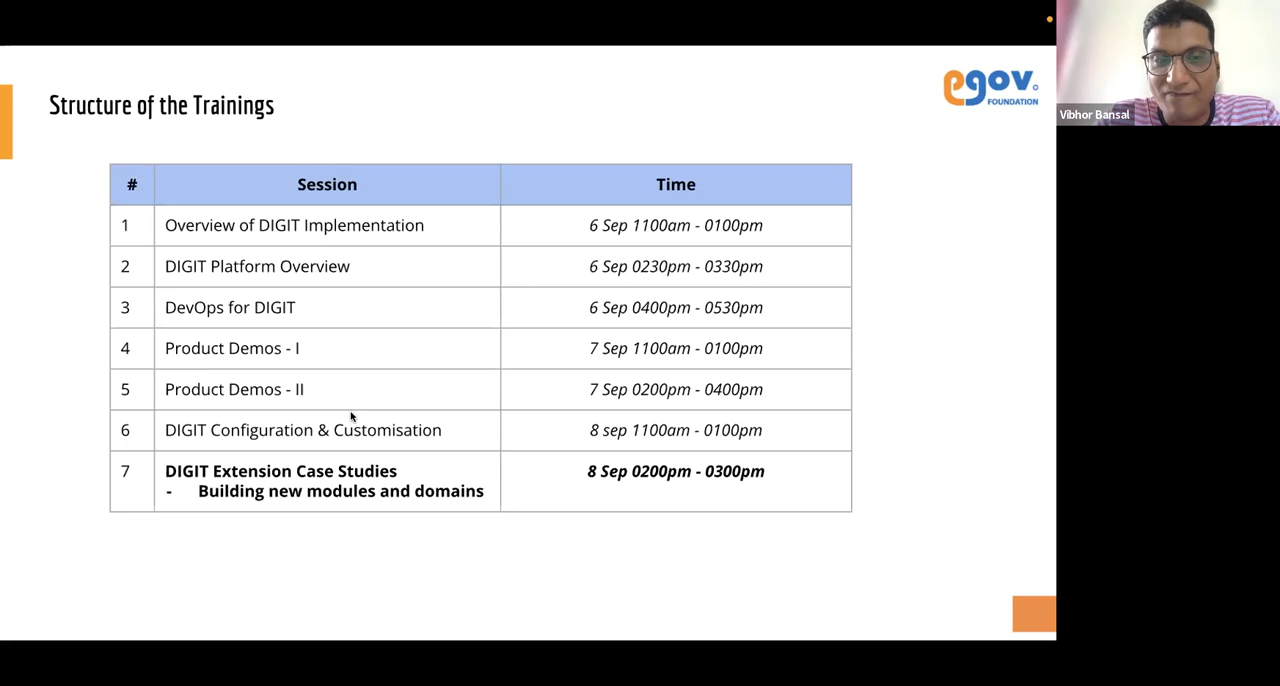 egov.
FOUNDATION
Vibhor Bansal
Structure of the Trainings
# Session Time
1 Overview of DIGIT Implementation 6 Sep 1100am - 0100pm
2 DIGIT Platform Overview 6 Sep 0230pm - 0330pm
3 DevOps for DIGIT 6 Sep 0400pm - 0530pm
4 Product Demos - I 7 Sep 1100am - 0100pm
5 Product Demos - II 7 Sep 0200pm - 0400pm
6 DIGIT Configuration & Customisation 8 sep 1100am - 0100pm
7 DIGIT Extension Case Studies 8 Sep 0200pm - 0300pm
- Building new modules and domains